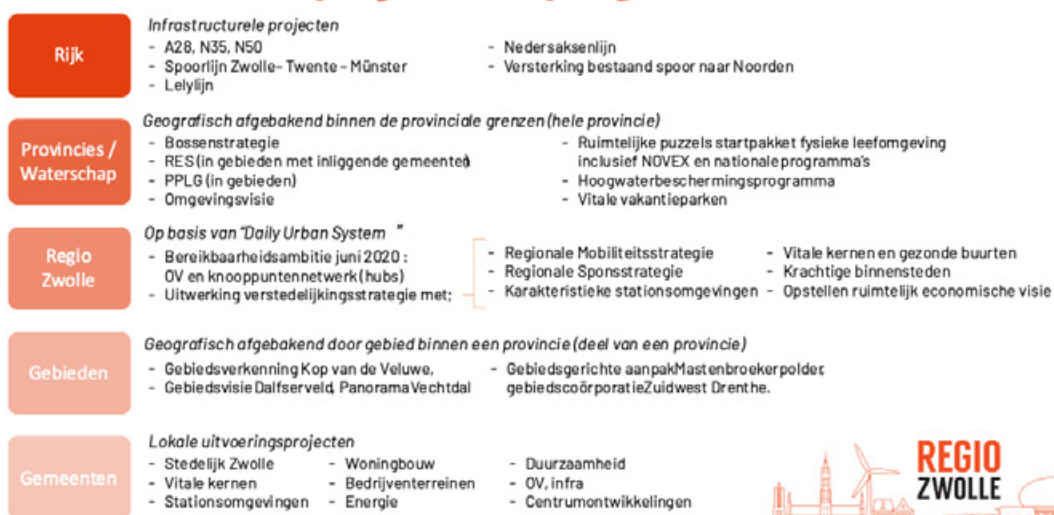 Rijk
Infrastructurele projecten
- A28, N35, N50
- Spoorlijn Zwolle- Twente - Münster
- Lelylijn
- Nedersaksenlijn
- Versterking bestaand spoor naar Noorden
Provincies /
Waterschap
Geografisch afgebakend binnen de provinciale grenzen (hele provincie)
- Bossenstrategie
- RES (in gebieden met inliggende gemeenten)
- PPLG (in gebieden)
- Omgevingsvisie
- Ruimtelijke puzzels startpakket fysieke leefomgeving
inclusief NOVEX en nationale programma's
- Hoogwaterbeschermingsprogramma
- Vitale vakantieparken
Regio
Zwolle
Op basis van "Daily Urban System "
- Bereikbaarheidsambitie juni 2020 :
OV en knooppuntennetwerk (hubs)
- Uitwerking verstedelijkingsstrategie met;
- Regionale Mobiliteitsstrategie
- Regionale Sponsstrategie
- Karakteristieke stationsomgevingen
- Vitale kernen en gezonde buurten
- Krachtige binnensteden
- Opstellen ruimtelijk economische visie
Gebieden
Geografisch afgebakend door gebied binnen een provincie (deel van een provincie)
- Gebiedsverkenning Kop van de Veluwe,
- Gebiedsvisie Dalfserveld, Panorama Vechtdal
- Gebiedsgerichte aanpak Mastenbroekerpolder,
gebiedscoörporatie Zuidwest Drenthe.
Gemeenten
Lokale uitvoeringsprojecten
- Stedelijk Zwolle
- Vitale kernen
- Stationsomgevingen
- Woningbouw
- Bedrijventerreinen
- Energie
- Duurzaamheid
- OV, infra
- Centrumontwikkelingen
REGIO
ZWOLLE